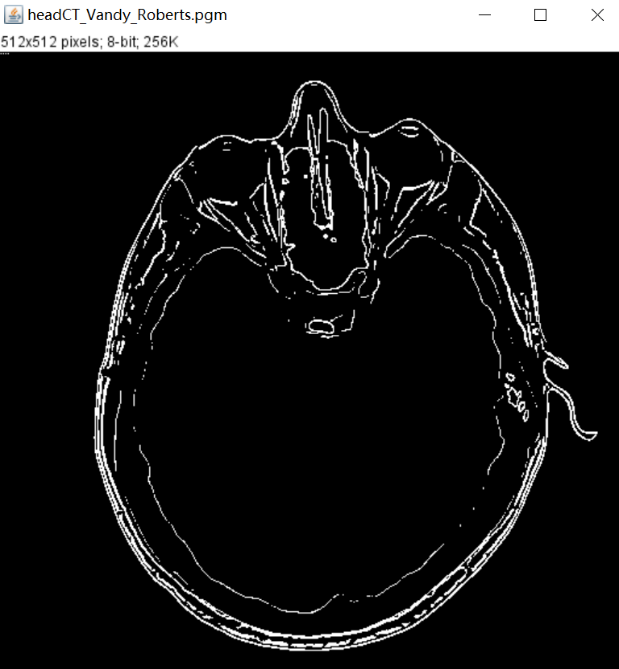 headCT_Vandy_Roberts.pgm
512x512 pixels; 8-bit; 256K